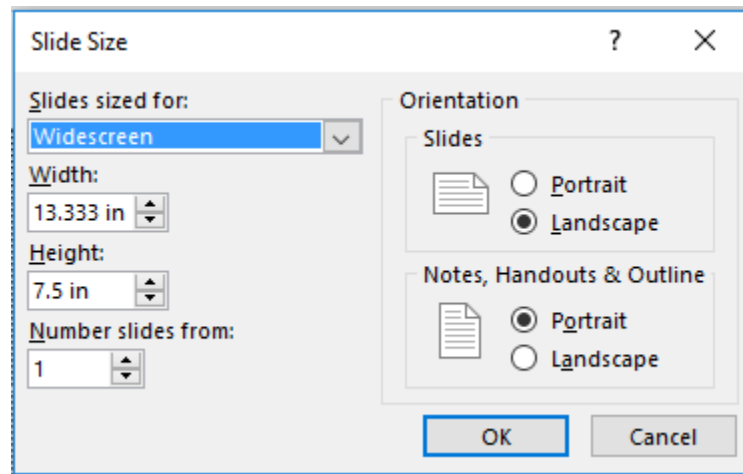 Slide Size
?
Slides sized for:
Widescreen
Width:
13.333 in
Height:
7.5 in
Number slides from:
1
Orientation
Slides
Portrait
Landscape
Notes, Handouts & Outline
Portrait
Landscape
OK
Cancel